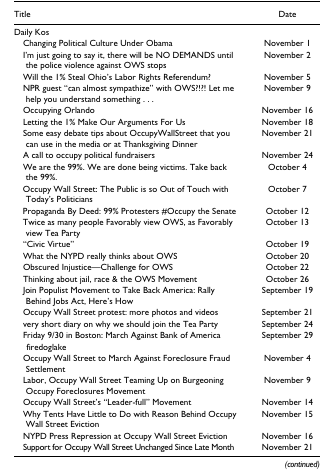 Title Date
Daily Kos
Changing Political Culture Under Obama November 1
I'm just going to say it, there will be NO DEMANDS until November 2
the police violence against OWS stops
Will the 1% Steal Ohio's Labor Rights Referendum? November 5
NPR guest "can almost sympathize" with OWS?!!! Let me November 9
help you understand something . . .
Occupying Orlando November 16
Letting the 1% Make Our Arguments For Us November 18
Some easy debate tips about OccupyWallStreet that you November 21
can use in the media or at Thanksgiving Dinner
A call to occupy political fundraisers November 24
We are the 99%. We are done being victims. Take back October 4
the 99%.
Occupy Wall Street: The Public is so Out of Touch with October 7
Today's Politicians
Propaganda By Deed: 99% Protesters #Occupy the Senate October 12
Twice as many people Favorably view OWS, as Favorably October 13
view Tea Party
"Civic Virtue" October 19
What the NYPD really thinks about OWS October 20
Obscured Injustice—Challenge for OWS October 22
Thinking about jail, race & the OWS Movement October 26
Join Populist Movement to Take Back America: Rally September 19
Behind Jobs Act, Here's How
Occupy Wall Street protest: more photos and videos September 21
very short diary on why we should join the Tea Party September 24
Friday 9/30 in Boston: March Against Bank of America September 29
firedoglake
Occupy Wall Street to March Against Foreclosure Fraud November 4
Settlement
Labor, Occupy Wall Street Teaming Up on Burgeoning November 9
Occupy Foreclosures Movement
Occupy Wall Street's "Leader-full" Movement November 14
Why Tents Have Little to Do with Reason Behind Occupy November 15
Wall Street Eviction
NYPD Press Repression at Occupy Wall Street Eviction November 16
Support for Occupy Wall Street Unchanged Since Late Month November 21
(continued)